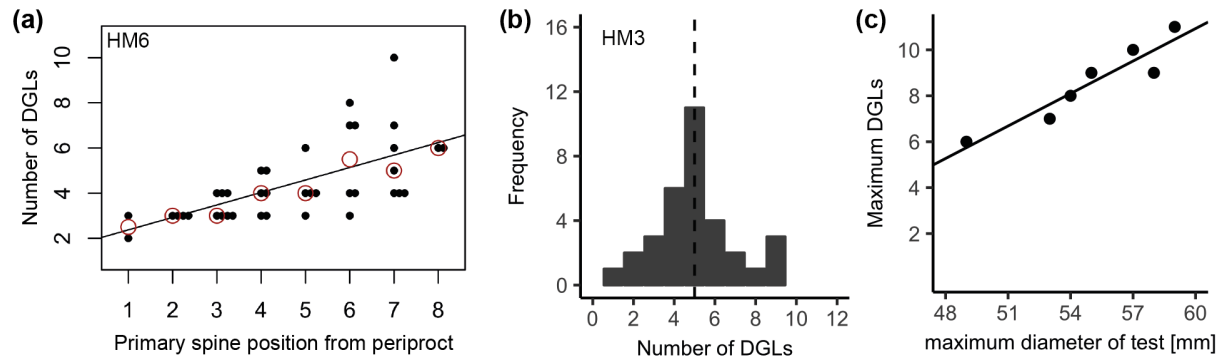 (a)
HM6
10
8
6
4
2
Number of DGLs
1 2 3 4 5 6 7 8
Primary spine position from periproct
(b)
HM3
16
12
8
4
0
Frequency
0 2 4 6 8 10 12
Number of DGLs
(c)
10
8
6
4
2
Maximum DGLs
48 51 54 57 60
maximum diameter of test [mm]